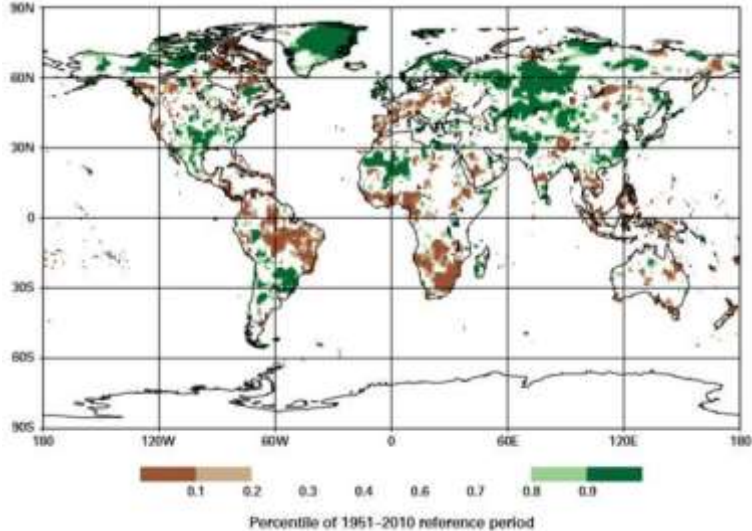 90N
60N
30N
0
30S
60S
90S
180 120W 60W 0 60E 120E 180
0.1 0.2 0.3 0.4 0.6 0.7 0.8 0.9
Percentile of 1951–2010 reference period